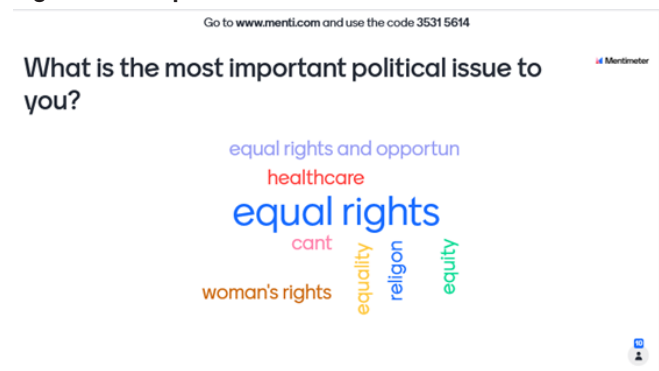 Go to www.menti.com and use the code 3531 5614
What is the most important political issue to
you?
Mentimeter
equal rights and opportun
healthcare
equal rights
cant
equality
religon
equity
woman's rights
10